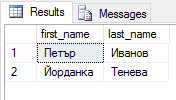 Results Messages
first_name last_name
1 Петър Иванов
2 Йорданка Тенева